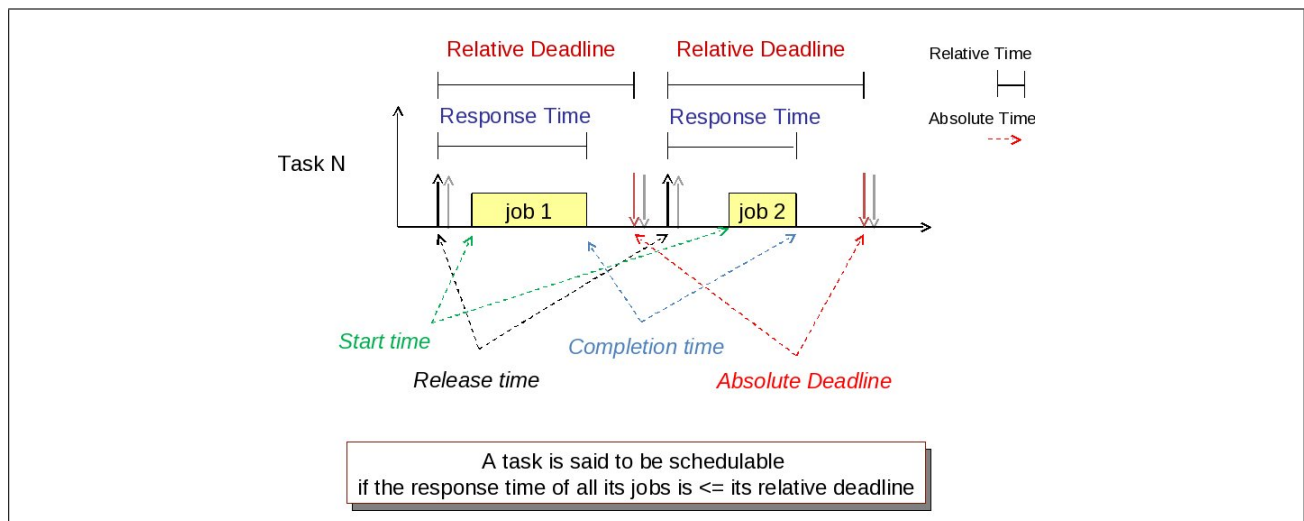 Relative Deadline
Relative Deadline
Relative Time
Response Time
Response Time
Absolute Time
Task N
job 1
job 2
Start time
Completion time
Release time
Absolute Deadline
A task is said to be schedulable
if the response time of all its jobs is <= its relative deadline